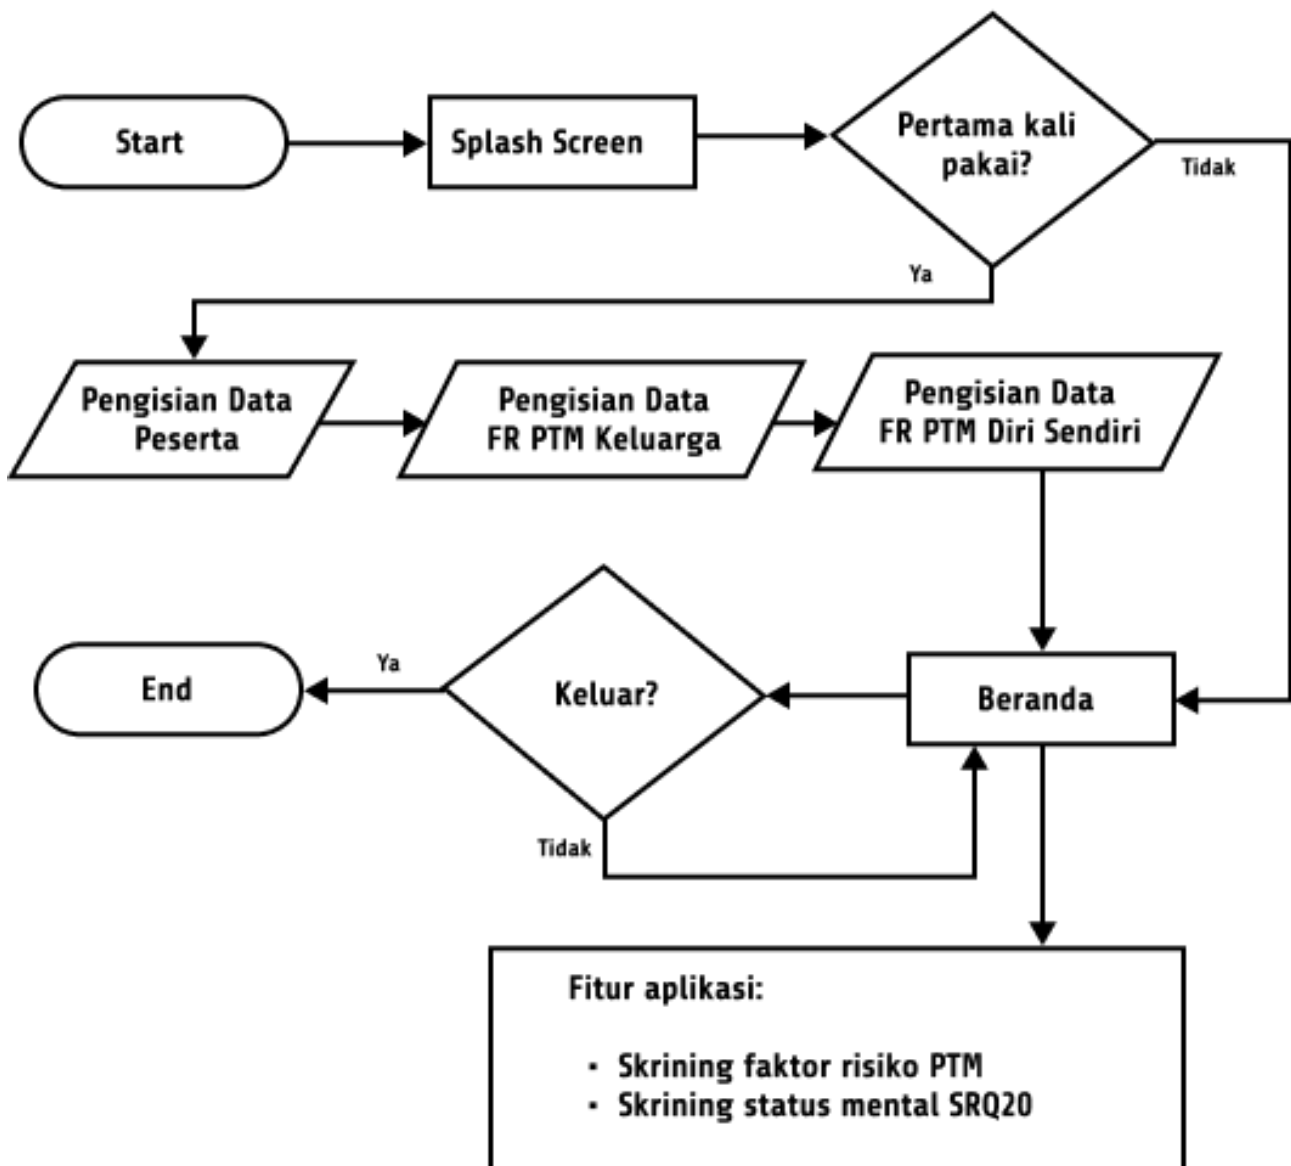 Start
Splash Screen
Pertama kali
pakai?
Tidak
Ya
Pengisian Data
Peserta
Pengisian Data
FR PTM Keluarga
Pengisian Data
FR PTM Diri Sendiri
End
Ya
Keluar?
Beranda
Tidak
Fitur aplikasi:
- Skrining faktor risiko PTM
- Skrining status mental SRQ20